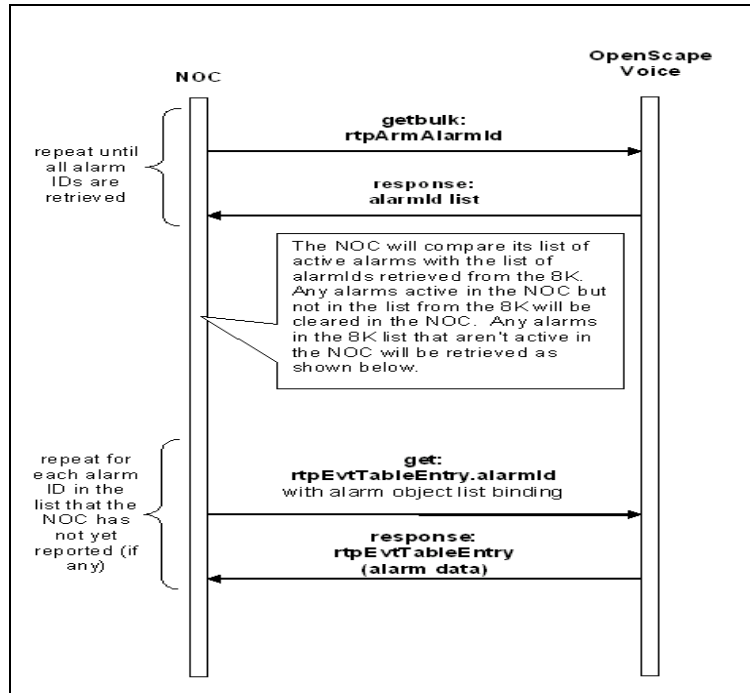 NOC
OpenScape
Voice
repeat until
all alarm
IDs are
retrieved
getbulk:
rtpArmAlarmId
response:
alarmId list
The NOC will compare its list of
active alarms with the list of
alarmIds retrieved from the 8K.
Any alarms active in the NOC but
not in the list from the 8K will be
cleared in the NOC. Any alarms
in the 8K list that aren't active in
the NOC will be retrieved as
shown below.
repeat for
each alarm
ID in the
list that the
NOC has
not yet
reported (if
any)
get:
rtpEvtTableEntry.alarmId
with alarm object list binding
response:
rtpEvtTableEntry
(alarm data)